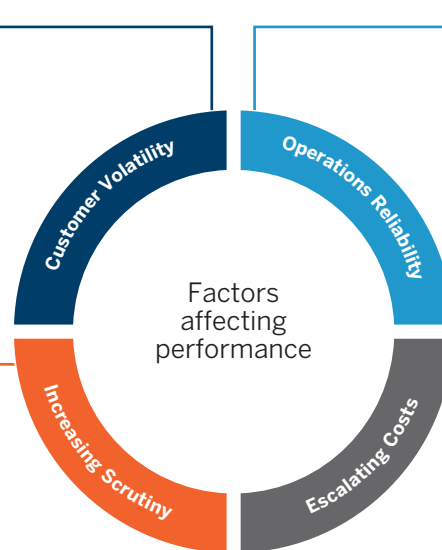 Customer Volatility
Operations Reliability
Factors
affecting
performance
Increasing Scrutiny
Escalating Costs